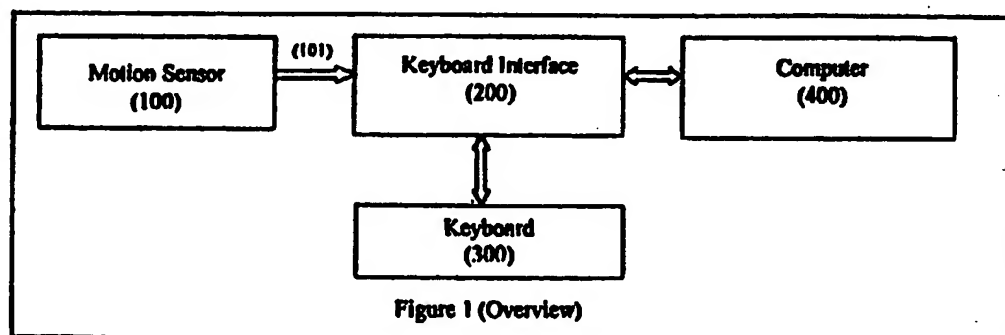 (101)
Motion Sensor
(100)
Keyboard Interface
(200)
Computer
(400)
Keyboard
(300)
Figure 1 (Overview)